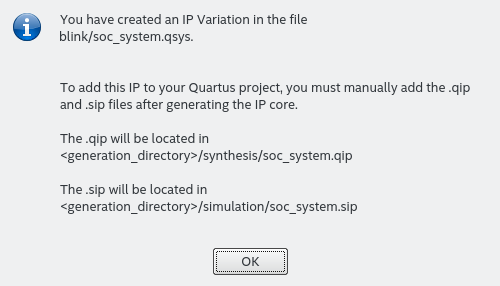 You have created an IP Variation in the file
blink/soc_system.qsys.
To add this IP to your Quartus project, you must manually add the .qip
and .sip files after generating the IP core.
The .qip will be located in
<generation_directory>/synthesis/soc_system.qip
The .sip will be located in
<generation_directory>/simulation/soc_system.sip
OK